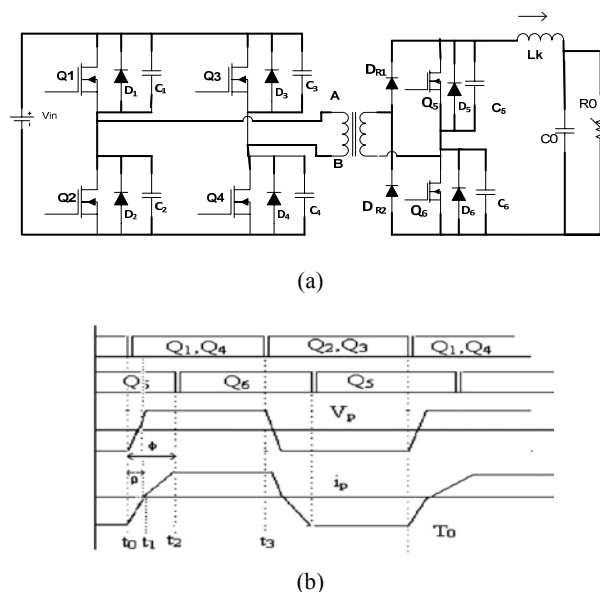 Lk
Q1 D1 C1 Q3 D3 C3 A DR1 Q5 D5 C5 R0
Vin C0
B
Q2 D2 C2 Q4 D4 C4 DR2 Q6 D6 C6
(a)
Q1,Q4 Q2,Q3 Q1,Q4
Q5 Q6 Q5
Vp
Φ
ip
t0 t1 t2 t3 T0
(b)